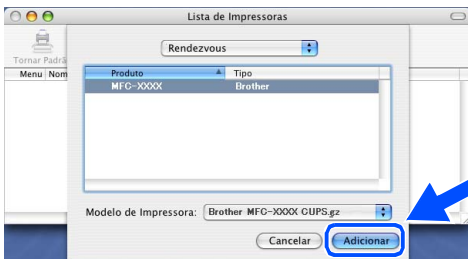 Lista de Impressoras
Rendezvous
Tornar Padrã
Menu Nom
Produto Tipo
MFC-XXXX Brother
Modelo de Impressora: Brother MFC-XXXX CUPS.gz
Cancelar Adicionar